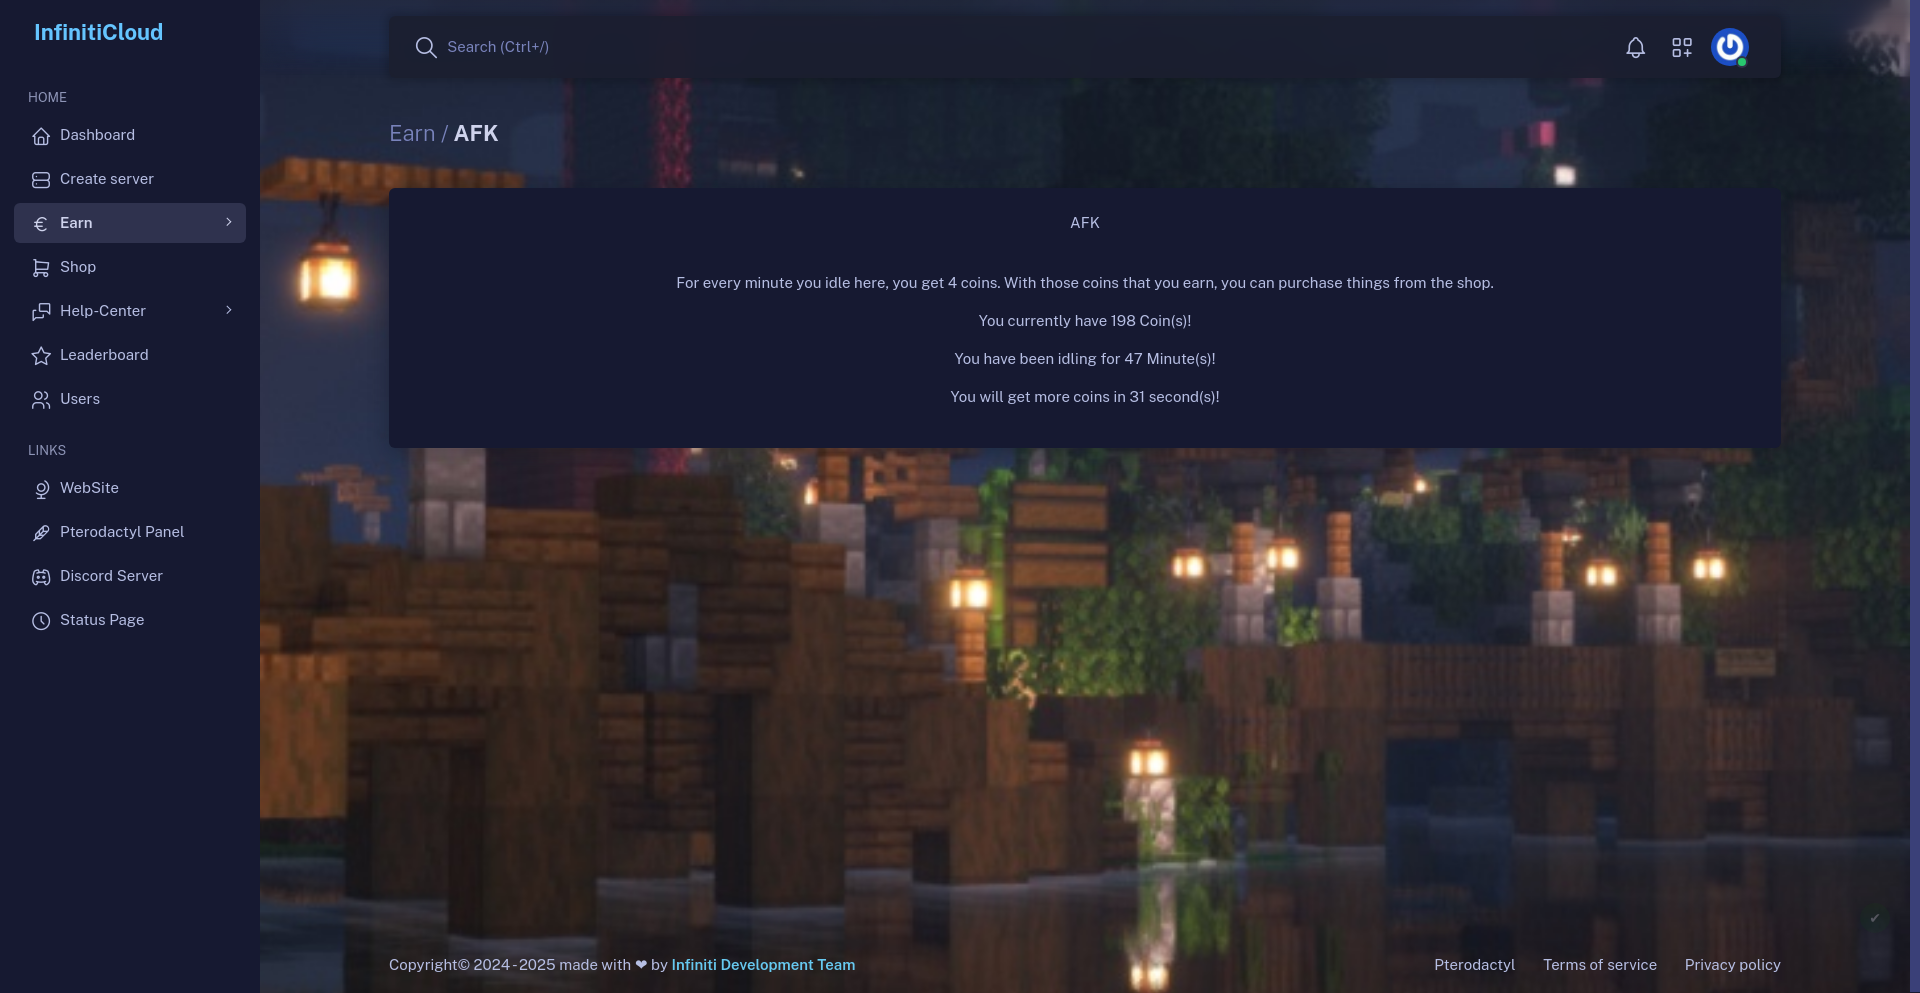 InfinitiCloud
Search (Ctrl+/)
HOME
Dashboard
Create server
Earn
Shop
Help-Center
Leaderboard
Users
LINKS
WebSite
Pterodactyl Panel
Discord Server
Status Page
Earn / AFK
AFK
For every minute you idle here, you get 4 coins. With those coins that you earn, you can purchase things from the shop.
You currently have 198 Coin(s)!
You have been idling for 47 Minute(s)!
You will get more coins in 31 second(s)!
Copyright© 2024 - 2025 made with ❤ by Infiniti Development Team
Pterodactyl
Terms of service
Privacy policy